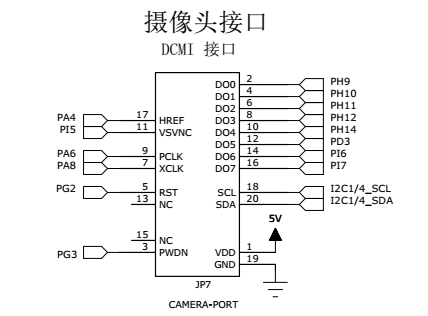 摄像头接口
DCMI 接口
DO0 2 PH9
DO1 4 PH10
DO2 6 PH11
PA4 17 HREF DO3 8 PH12
PI5 11 VSVNC DO4 10 PH14
DO5 12 PD3
PA6 9 PCLK DO6 14 PI6
PA8 7 XCLK DO7 16 PI7
PG2 5 RST SCL 18 I2C1/4_SCL
13 NC SDA 20 I2C1/4_SDA
5V
15 NC
PG3 3 PWDN VDD 1
GND 19
JP7
CAMERA-PORT